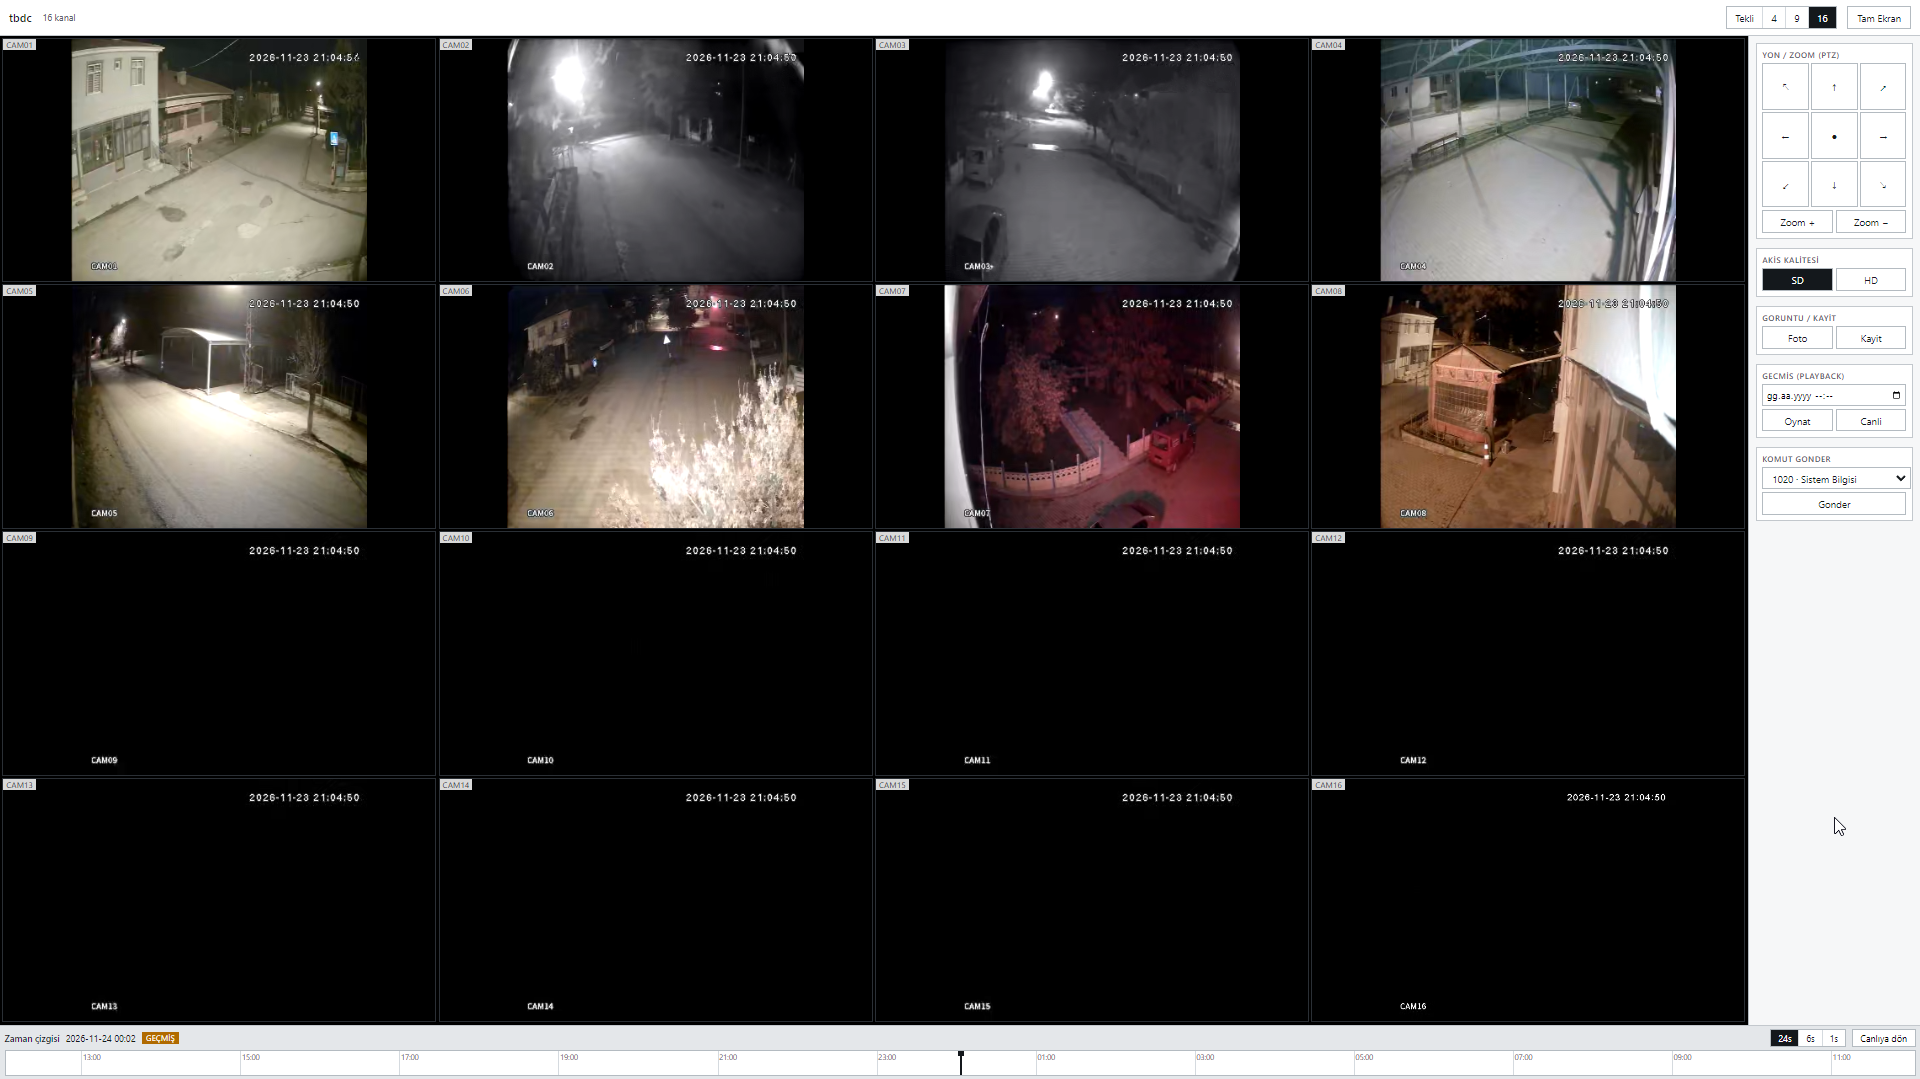 tbdc 16 kanal Tekli 4 9 16 Tam Ekran
CAM01 2026-11-23 21:04:50 CAM01
CAM02 2026-11-23 21:04:50 CAM02
CAM03 2026-11-23 21:04:50 CAM03
CAM04 2026-11-23 21:04:50 CAM04
CAM05 2026-11-23 21:04:50 CAM05
CAM06 2026-11-23 21:04:50 CAM06
CAM07 2026-11-23 21:04:50 CAM07
CAM08 2026-11-23 21:04:50 CAM08
CAM09 2026-11-23 21:04:50 CAM09
CAM10 2026-11-23 21:04:50 CAM10
CAM11 2026-11-23 21:04:50 CAM11
CAM12 2026-11-23 21:04:50 CAM12
CAM13 2026-11-23 21:04:50 CAM13
CAM14 2026-11-23 21:04:50 CAM14
CAM15 2026-11-23 21:04:50 CAM15
CAM16 2026-11-23 21:04:50 CAM16
YON / ZOOM (PTZ)
↖ ↑ ↗
← • →
↙ ↓ ↘
Zoom + Zoom −
AKIS KALITESI
SD HD
GORUNTU / KAYIT
Foto Kayit
GECMIS (PLAYBACK)
gg.aa.yyyy --:--
Oynat Canli
KOMUT GONDER
1020 · Sistem Bilgisi
Gonder
Zaman çizgisi 2026-11-24 00:02 GEÇMİŞ 24s 6s 1s Canlıya dön
13:00 15:00 17:00 19:00 21:00 23:00 01:00 03:00 05:00 07:00 09:00 11:00